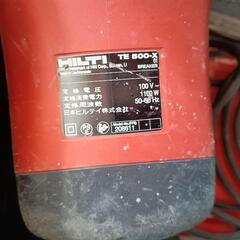 HILTI TE 500-X
BREAKER
定格電圧 100 V~
定格消費電力 1100 W
定格周波数 50-60 Hz
日本ヒルティ株式会社
206611